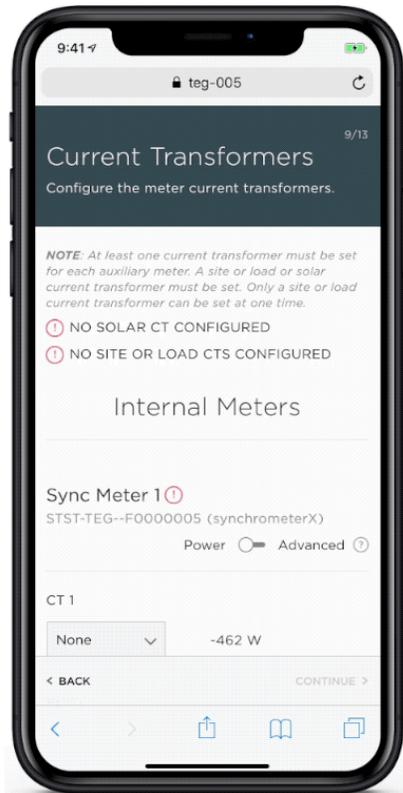 9:41
teg-005
9/13
Current Transformers
Configure the meter current transformers.
NOTE: At least one current transformer must be set
for each auxiliary meter. A site or load or solar
current transformer must be set. Only a site or load
current transformer can be set at one time.
! NO SOLAR CT CONFIGURED
! NO SITE OR LOAD CTS CONFIGURED
Internal Meters
Sync Meter 1 !
STST-TEG--F0000005 (synchrometerX)
Power Advanced ?
CT 1
None -462 W
< BACK CONTINUE >